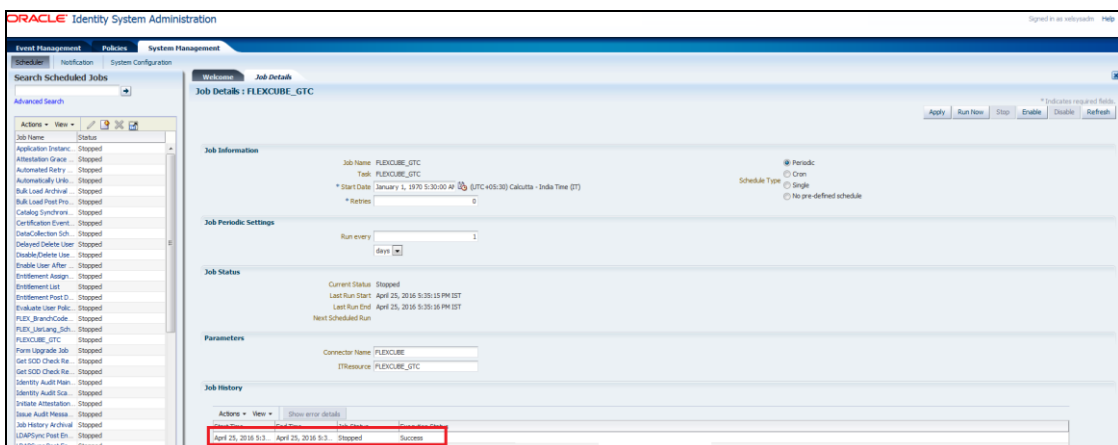 ORACLE Identity System Administration
Signed in as xelsysadm Help
Event Management Policies System Management
Scheduler Notification System Configuration
Search Scheduled Jobs
Advanced Search
Actions View
Job Name Status
Application Instanc... Stopped
Attestation Grace ... Stopped
Automated Retry ... Stopped
Automatically Unlo... Stopped
Bulk Load Archival ... Stopped
Bulk Load Post Pro... Stopped
Catalog Synchroni... Stopped
Certification Event... Stopped
DataCollection Sch... Stopped
Delayed Delete User Stopped
Disable/Delete Use... Stopped
Enable User After ... Stopped
Entitlement Assign... Stopped
Entitlement List Stopped
Entitlement Post D... Stopped
Evaluate User Polic... Stopped
FLEX_BranchCode... Stopped
FLEX_UsrLang_Sch... Stopped
FLEXCUBE_GTC Stopped
Form Upgrade Job Stopped
Get SOD Check Re... Stopped
Get SOD Check Re... Stopped
Identity Audit Man... Stopped
Identity Audit Sca... Stopped
Initiate Attestation... Stopped
Issue Audit Messa... Stopped
Job History Archival Stopped
LDAPSync Post En... Stopped
Welcome Job Details
Job Details : FLEXCUBE_GTC
* Indicates required fields.
Apply Run Now Stop Enable Disable Refresh
Job Information
Job Name FLEXCUBE_GTC
Task FLEXCUBE_GTC
* Start Date January 1, 1970 5:30:00 AM (UTC+05:30) Calcutta - India Time (IT)
* Retries 0
Schedule Type
Periodic
Cron
Single
No pre-defined schedule
Job Periodic Settings
Run every 1
days
Job Status
Current Status Stopped
Last Run Start April 25, 2016 5:35:15 PM IST
Last Run End April 25, 2016 5:35:16 PM IST
Next Scheduled Run
Parameters
Connector Name FLEXCUBE
ITResource FLEXCUBE_GTC
Job History
Actions View Show error details
Start Time End Time Job Status Execution Status
April 25, 2016 5:3... April 25, 2016 5:3... Stopped Success